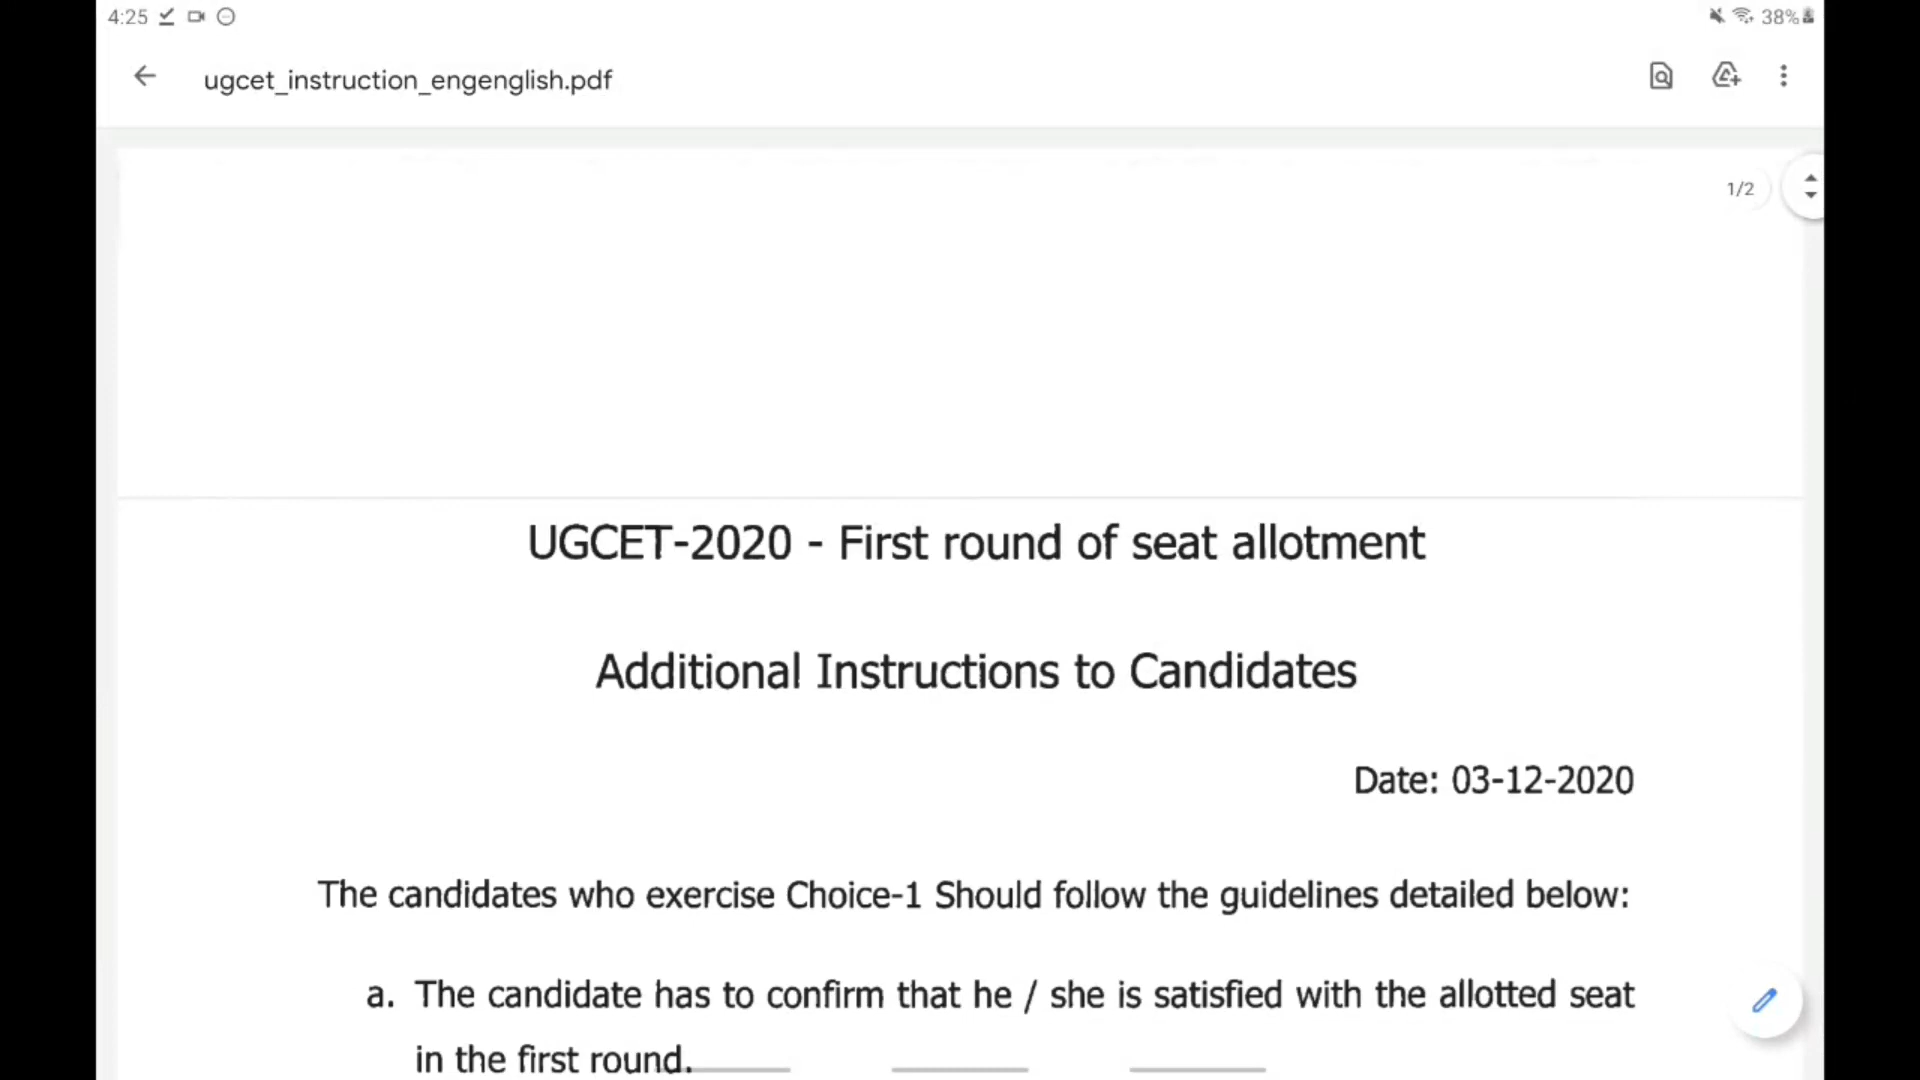 4:25
38%
ugcet_instruction_engenglish.pdf
1/2
UGCET-2020 - First round of seat allotment
Additional Instructions to Candidates
Date: 03-12-2020
The candidates who exercise Choice-1 Should follow the guidelines detailed below:
a. The candidate has to confirm that he / she is satisfied with the allotted seat
in the first round.